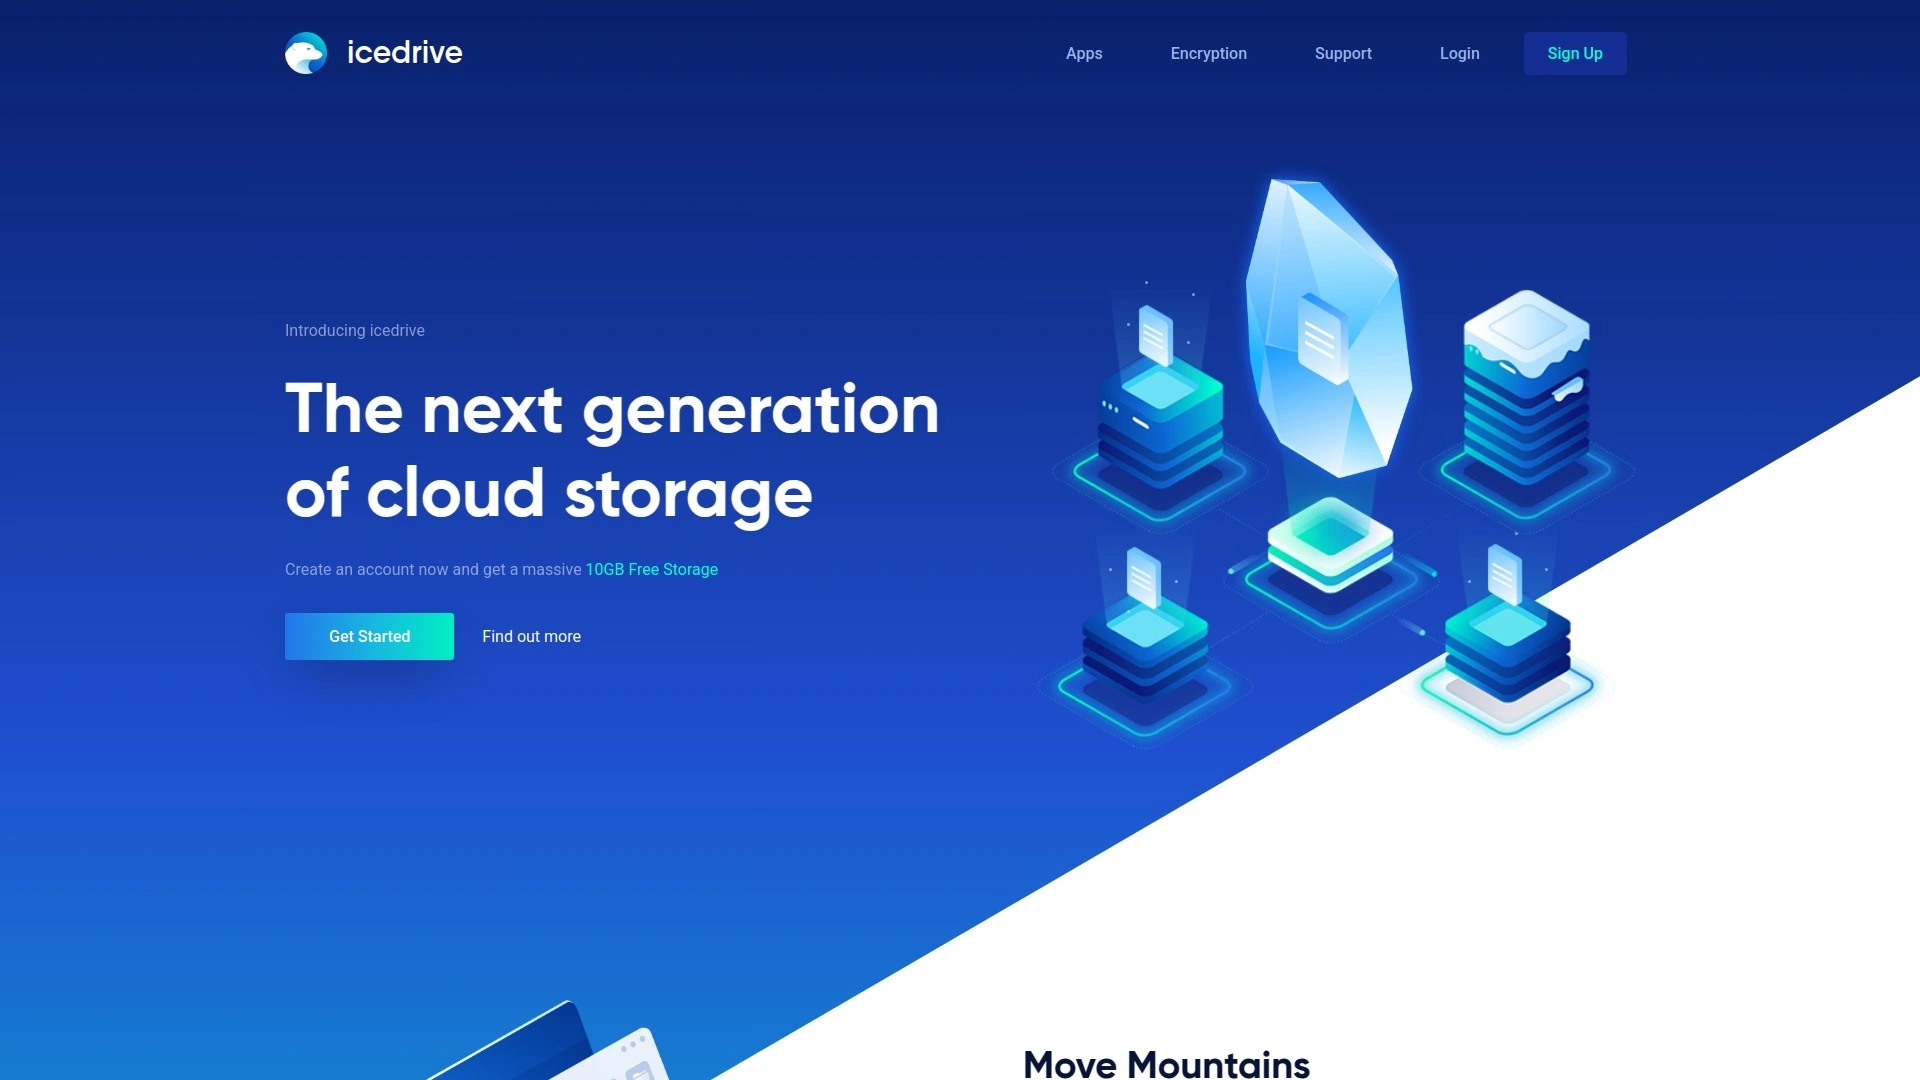 icedrive
Apps
Encryption
Support
Login
Sign Up
Introducing icedrive
The next generation
of cloud storage
Create an account now and get a massive 10GB Free Storage
Get Started
Find out more
Move Mountains